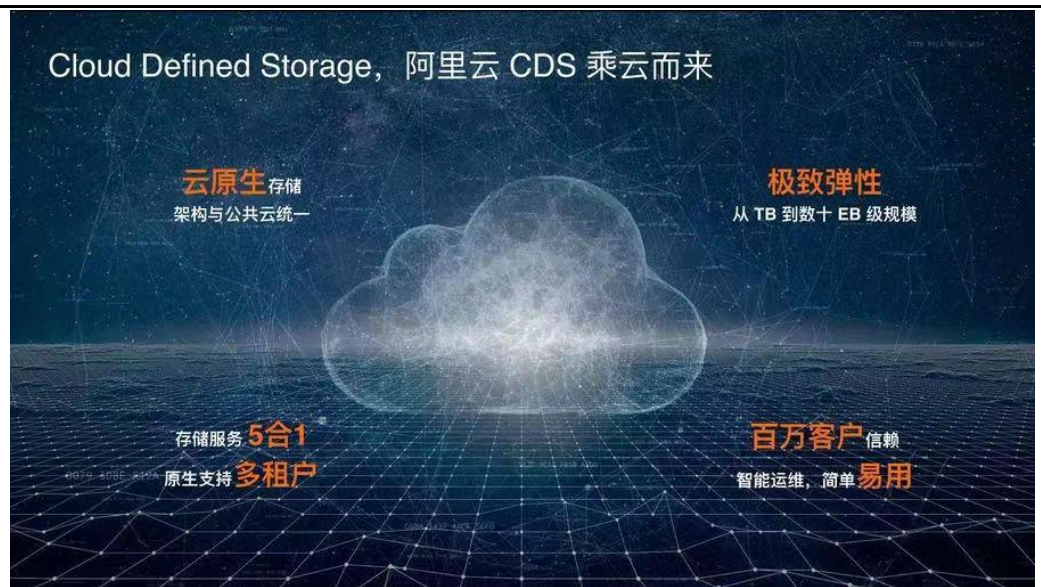 Cloud Defined Storage，阿里云 CDS 乘云而来
云原生存储
架构与公共云统一
极致弹性
从 TB 到数十 EB 级规模
存储服务 5合1
原生支持多租户
百万客户信赖
智能运维，简单易用